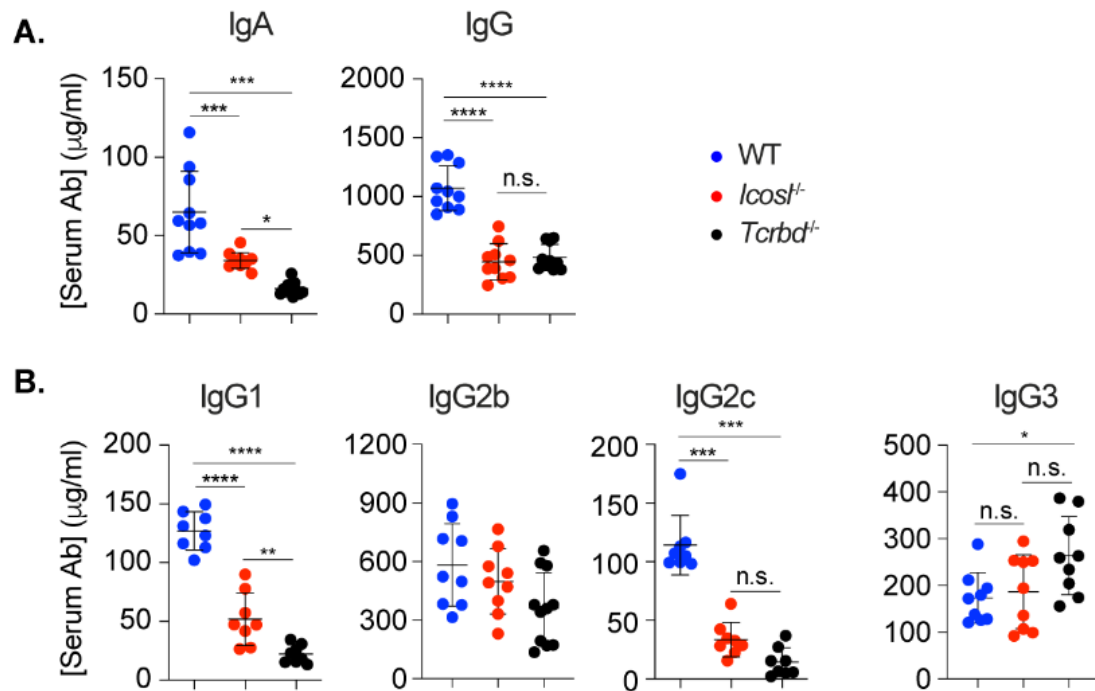 A.
IgA
IgG
[Serum Ab] (μg/ml)
150
100
50
0
***
***
*
2000
1500
1000
500
0
****
****
n.s.
WT
Icosl-/-
Tcrbd-/-
B.
IgG1
IgG2b
IgG2c
IgG3
[Serum Ab] (μg/ml)
200
150
100
50
0
****
****
**
1200
900
600
300
0
200
150
100
50
0
***
***
n.s.
500
400
300
200
100
0
*
n.s.
n.s.